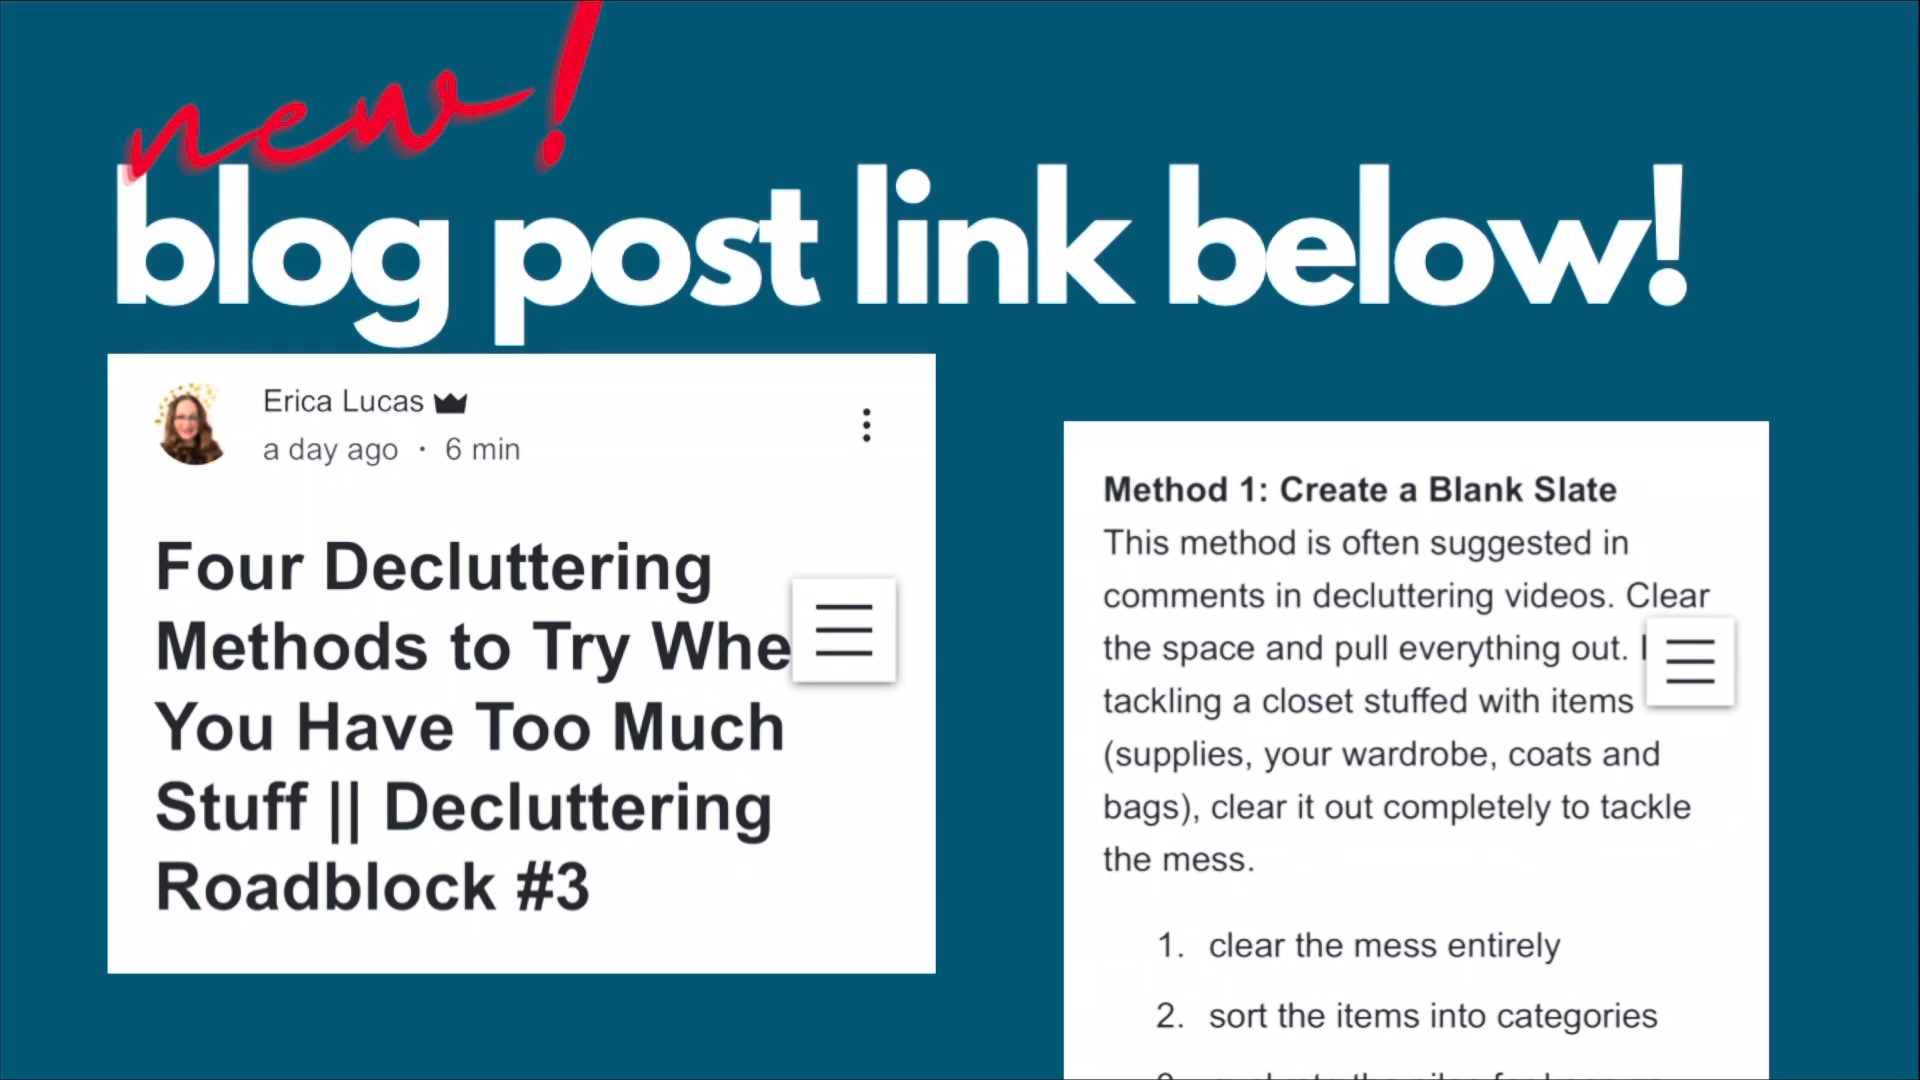 new!
blog post link below!
Erica Lucas
a day ago · 6 min
Four Decluttering
Methods to Try Whe
You Have Too Much
Stuff || Decluttering
Roadblock #3
Method 1: Create a Blank Slate
This method is often suggested in
comments in decluttering videos. Clear
the space and pull everything out.
tackling a closet stuffed with items
(supplies, your wardrobe, coats and
bags), clear it out completely to tackle
the mess.
1. clear the mess entirely
2. sort the items into categories